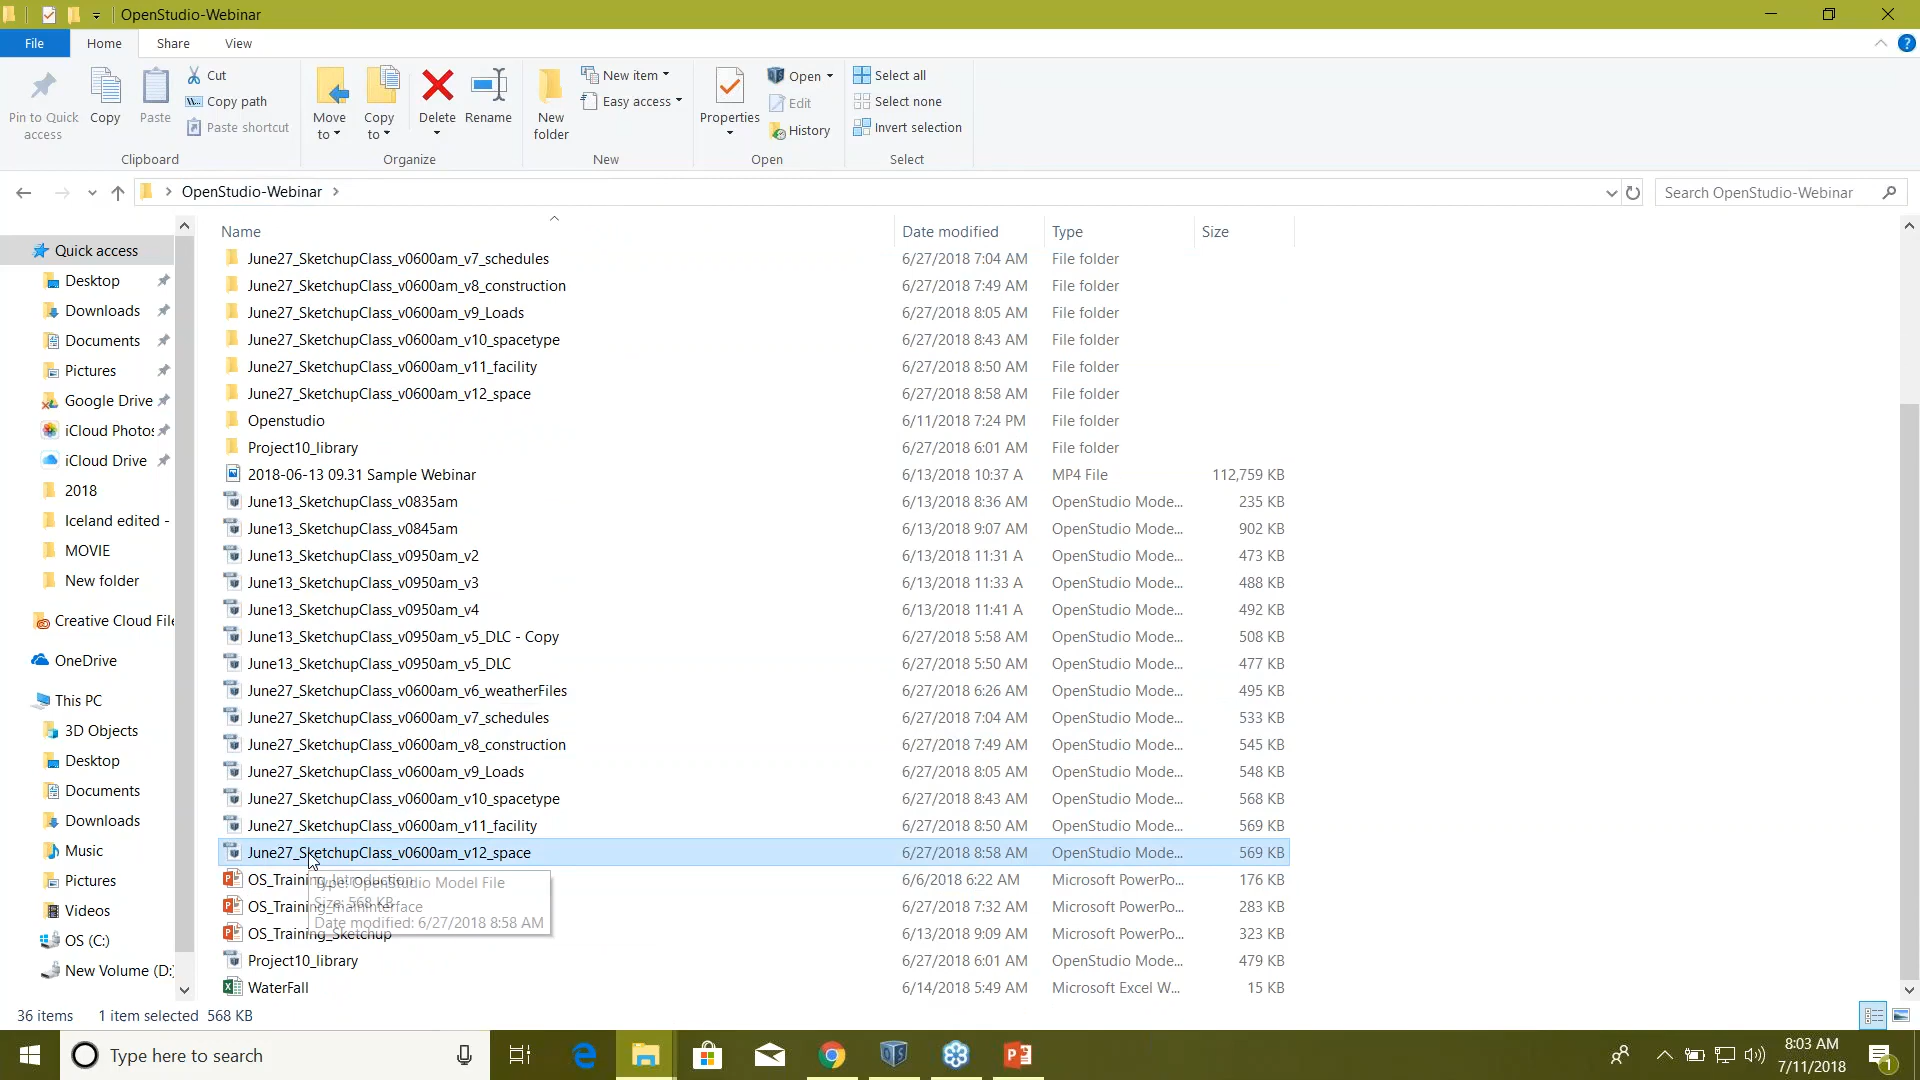 OpenStudio-Webinar
File
Home
Share
View
?
Pin to Quick access
Copy
Paste
Cut
Copy path
Paste shortcut
Clipboard
Move to
Copy to
Delete
Rename
Organize
New folder
New item
Easy access
New
Properties
Open
Edit
History
Open
Select all
Select none
Invert selection
Select
OpenStudio-Webinar
Search OpenStudio-Webinar
Quick access
Desktop
Downloads
Documents
Pictures
Google Drive
iCloud Photos
iCloud Drive
2018
Iceland edited -
MOVIE
New folder
Creative Cloud File
OneDrive
This PC
3D Objects
Desktop
Documents
Downloads
Music
Pictures
Videos
OS (C:)
New Volume (D:)
Name Date modified Type Size
June27_SketchupClass_v0600am_v7_schedules 6/27/2018 7:04 AM File folder
June27_SketchupClass_v0600am_v8_construction 6/27/2018 7:49 AM File folder
June27_SketchupClass_v0600am_v9_Loads 6/27/2018 8:05 AM File folder
June27_SketchupClass_v0600am_v10_spacetype 6/27/2018 8:43 AM File folder
June27_SketchupClass_v0600am_v11_facility 6/27/2018 8:50 AM File folder
June27_SketchupClass_v0600am_v12_space 6/27/2018 8:58 AM File folder
Openstudio 6/11/2018 7:24 PM File folder
Project10_library 6/27/2018 6:01 AM File folder
2018-06-13 09.31 Sample Webinar 6/13/2018 10:37 A MP4 File 112,759 KB
June13_SketchupClass_v0835am 6/13/2018 8:36 AM OpenStudio Mode... 235 KB
June13_SketchupClass_v0845am 6/13/2018 9:07 AM OpenStudio Mode... 902 KB
June13_SketchupClass_v0950am_v2 6/13/2018 11:31 A OpenStudio Mode... 473 KB
June13_SketchupClass_v0950am_v3 6/13/2018 11:33 A OpenStudio Mode... 488 KB
June13_SketchupClass_v0950am_v4 6/13/2018 11:41 A OpenStudio Mode... 492 KB
June13_SketchupClass_v0950am_v5_DLC - Copy 6/27/2018 5:58 AM OpenStudio Mode... 508 KB
June13_SketchupClass_v0950am_v5_DLC 6/27/2018 5:50 AM OpenStudio Mode... 477 KB
June27_SketchupClass_v0600am_v6_weatherFiles 6/27/2018 6:26 AM OpenStudio Mode... 495 KB
June27_SketchupClass_v0600am_v7_schedules 6/27/2018 7:04 AM OpenStudio Mode... 533 KB
June27_SketchupClass_v0600am_v8_construction 6/27/2018 7:49 AM OpenStudio Mode... 545 KB
June27_SketchupClass_v0600am_v9_Loads 6/27/2018 8:05 AM OpenStudio Mode... 548 KB
June27_SketchupClass_v0600am_v10_spacetype 6/27/2018 8:43 AM OpenStudio Mode... 568 KB
June27_SketchupClass_v0600am_v11_facility 6/27/2018 8:50 AM OpenStudio Mode... 569 KB
June27_SketchupClass_v0600am_v12_space 6/27/2018 8:58 AM OpenStudio Mode... 569 KB
OS_Training_Introduction 6/6/2018 6:22 AM Microsoft PowerPo... 176 KB
OS_Training_mainInterface 6/27/2018 7:32 AM Microsoft PowerPo... 283 KB
OS_Training_Sketchup 6/13/2018 9:09 AM Microsoft PowerPo... 323 KB
Project10_library 6/27/2018 6:01 AM OpenStudio Mode... 479 KB
WaterFall 6/14/2018 5:49 AM Microsoft Excel W... 15 KB
Type: OpenStudio Model File
Size: 568 KB
Date modified: 6/27/2018 8:58 AM
36 items 1 item selected 568 KB
Type here to search
8:03 AM
7/11/2018
1